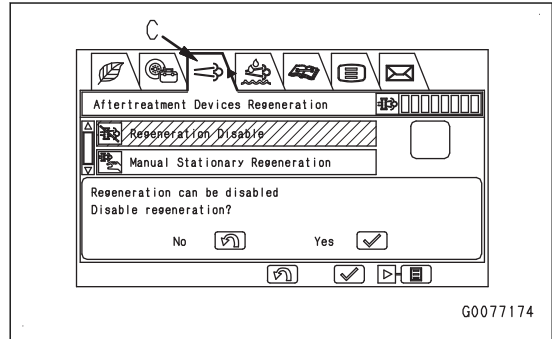 C
Aftertreatment Devices Regeneration
Regeneration Disable
Manual Stationary Regeneration
Regeneration can be disabled
Disable regeneration?
No Yes
G0077174